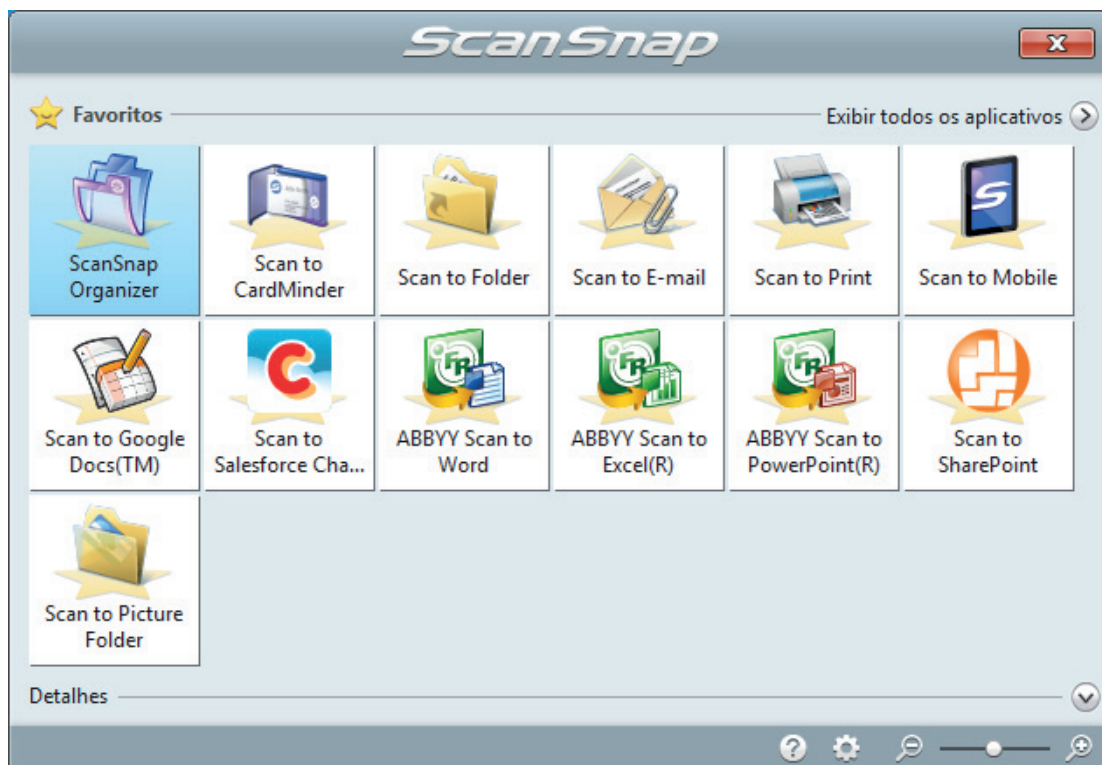 ScanSnap
Favoritos
Exibir todos os aplicativos
ScanSnap
Organizer
Scan to
CardMinder
Scan to Folder
Scan to E-mail
Scan to Print
Scan to Mobile
Scan to Google
Docs(TM)
Scan to
Salesforce Cha...
ABBYY Scan to
Word
ABBYY Scan to
Excel(R)
ABBYY Scan to
PowerPoint(R)
Scan to
SharePoint
Scan to Picture
Folder
Detalhes